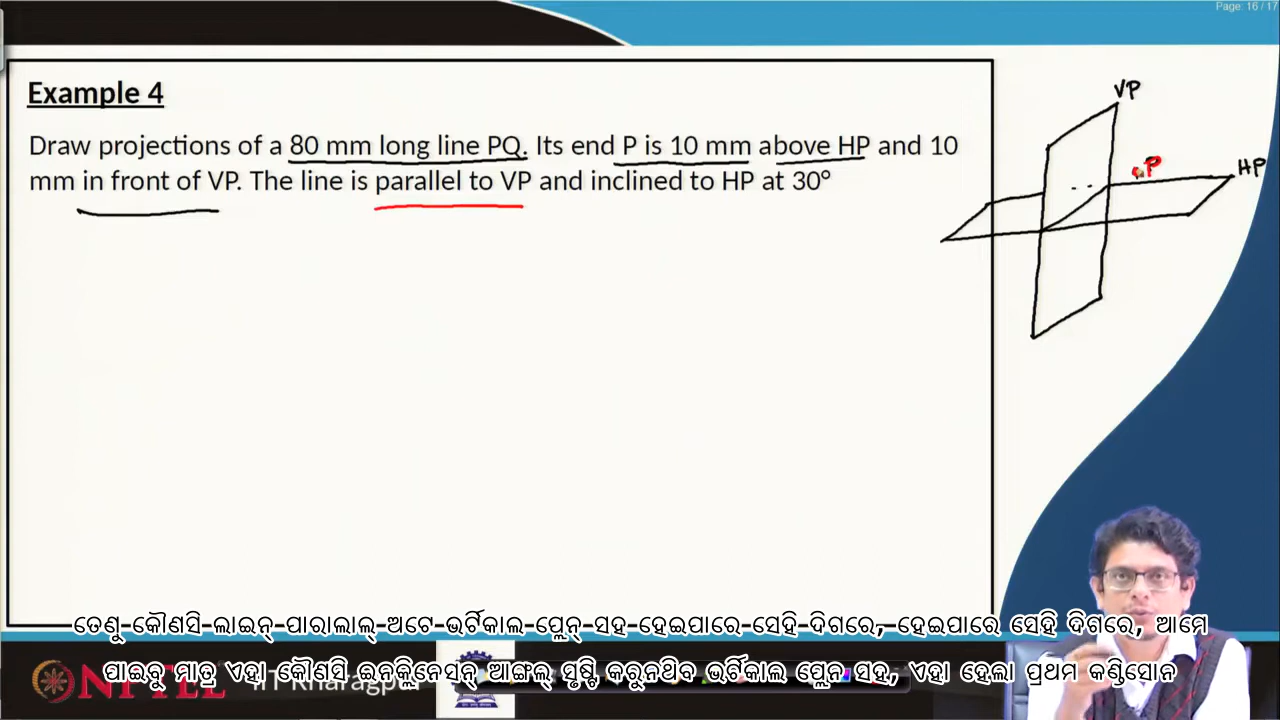 Page: 16 / 17
Example 4
Draw projections of a 80 mm long line PQ. Its end P is 10 mm above HP and 10
mm in front of VP. The line is parallel to VP and inclined to HP at 30°
VP
P
HP
ତେଣୁ କୌଣସି ଲାଇନ୍ ପାରାଲାଲ୍ ଅଟେ ଭର୍ଟିକାଲ ପ୍ଲେନ୍ ସହ ହେଇପାରେ ସେହି ଦିଗରେ, ହେଇପାରେ ସେହି ଦିଗରେ, ଆମେ
ପାଇବୁ ମାତ୍ର ଏହା କୌଣସି ଇନକ୍ଲିନେସନ୍ ଆଙ୍ଗଲ୍ ସୃଷ୍ଟି କରୁନଥିବ ଭର୍ଟିକାଲ ପ୍ଲେନ ସହ, ଏହା ହେଲା ପ୍ରଥମ କଣ୍ଡିସୋନ
NPTEL IIT Kharagpur